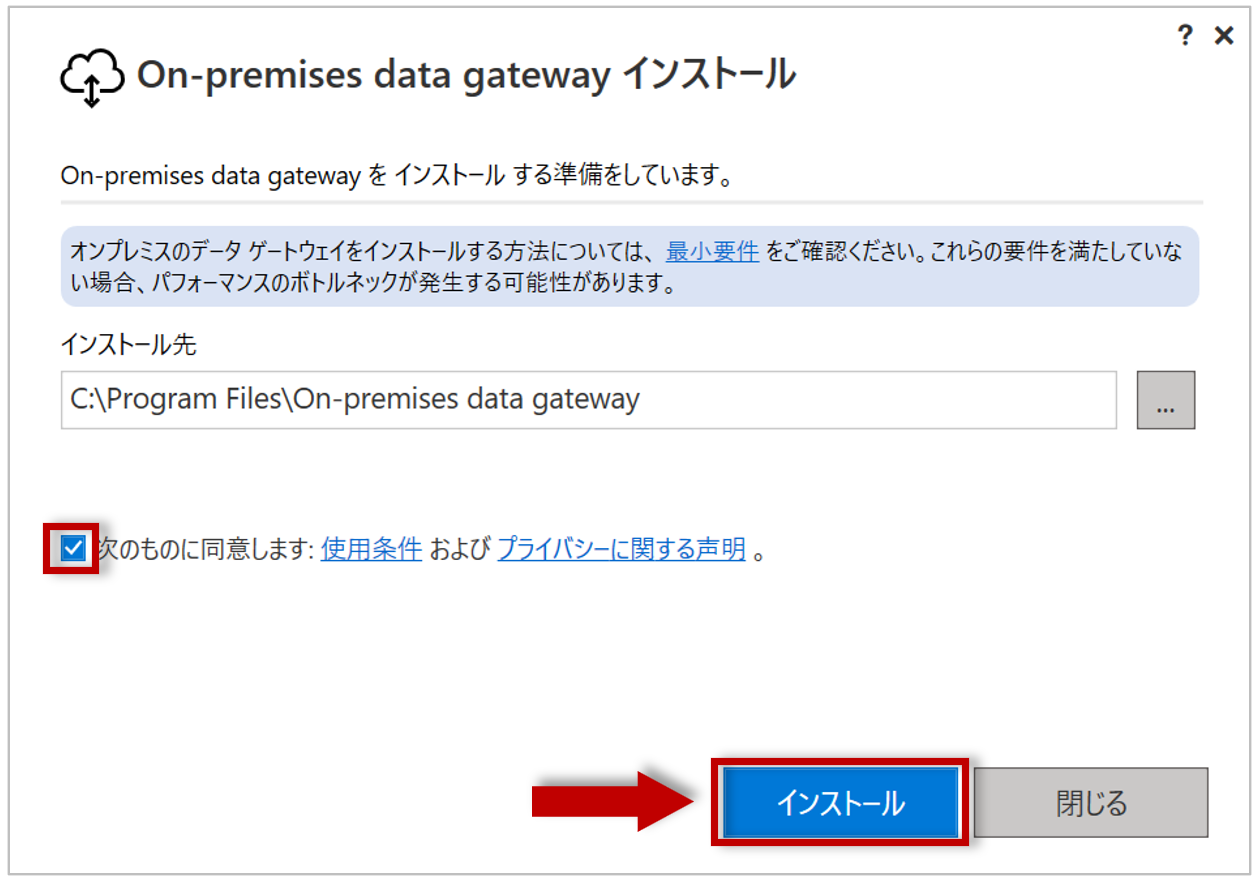 ? ×
On-premises data gateway インストール
On-premises data gateway を インストール する準備をしています。
オンプレミスのデータ ゲートウェイをインストールする方法については、 最小要件 をご確認ください。これらの要件を満たしていな
い場合、パフォーマンスのボトルネックが発生する可能性があります。
インストール先
C:\Program Files\On-premises data gateway
...
次のものに同意します: 使用条件 および プライバシーに関する声明 。
インストール 閉じる